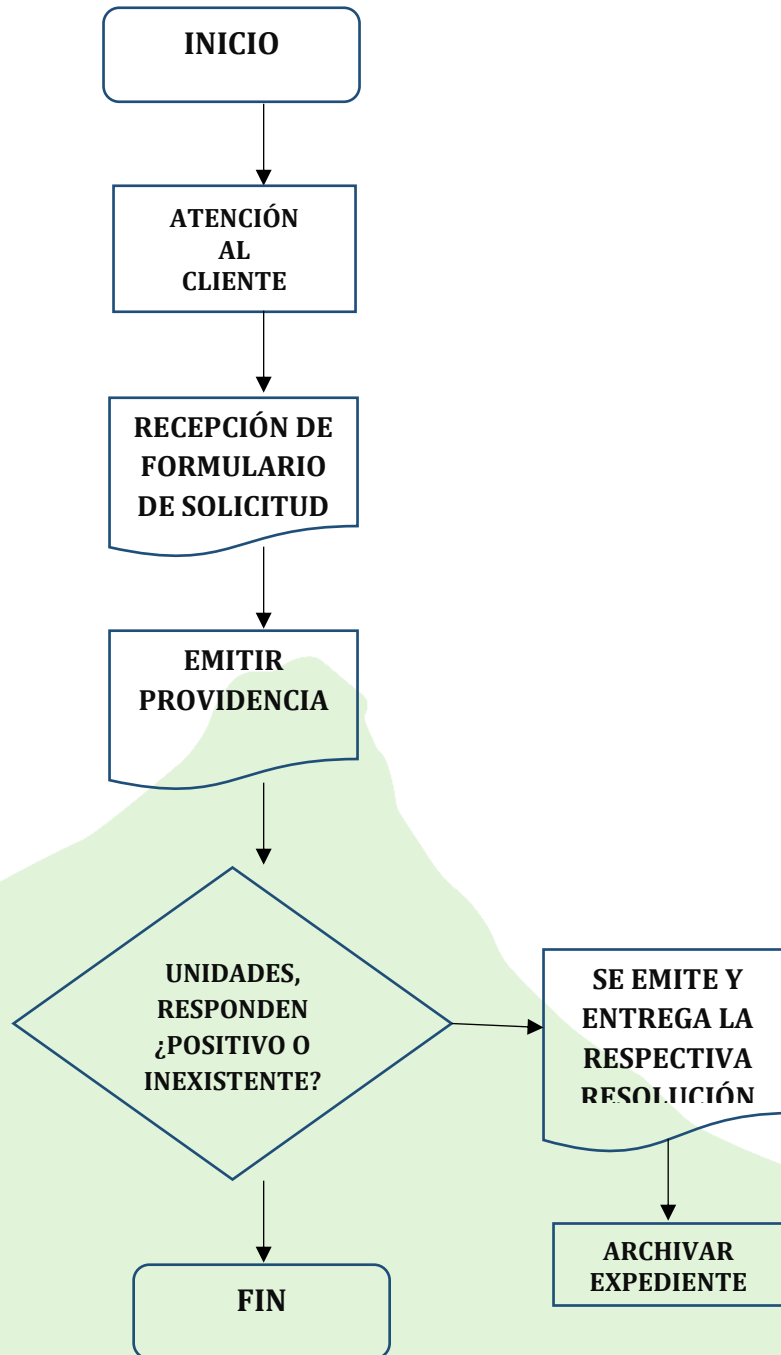 INICIO
ATENCIÓN
AL
CLIENTE
RECEPCIÓN DE
FORMULARIO
DE SOLICITUD
EMITIR
PROVIDENCIA
UNIDADES,
RESPONDEN
¿POSITIVO O
INEXISTENTE?
SE EMITE Y
ENTREGA LA
RESPECTIVA
RESOLUCIÓN
ARCHIVAR
EXPEDIENTE
FIN